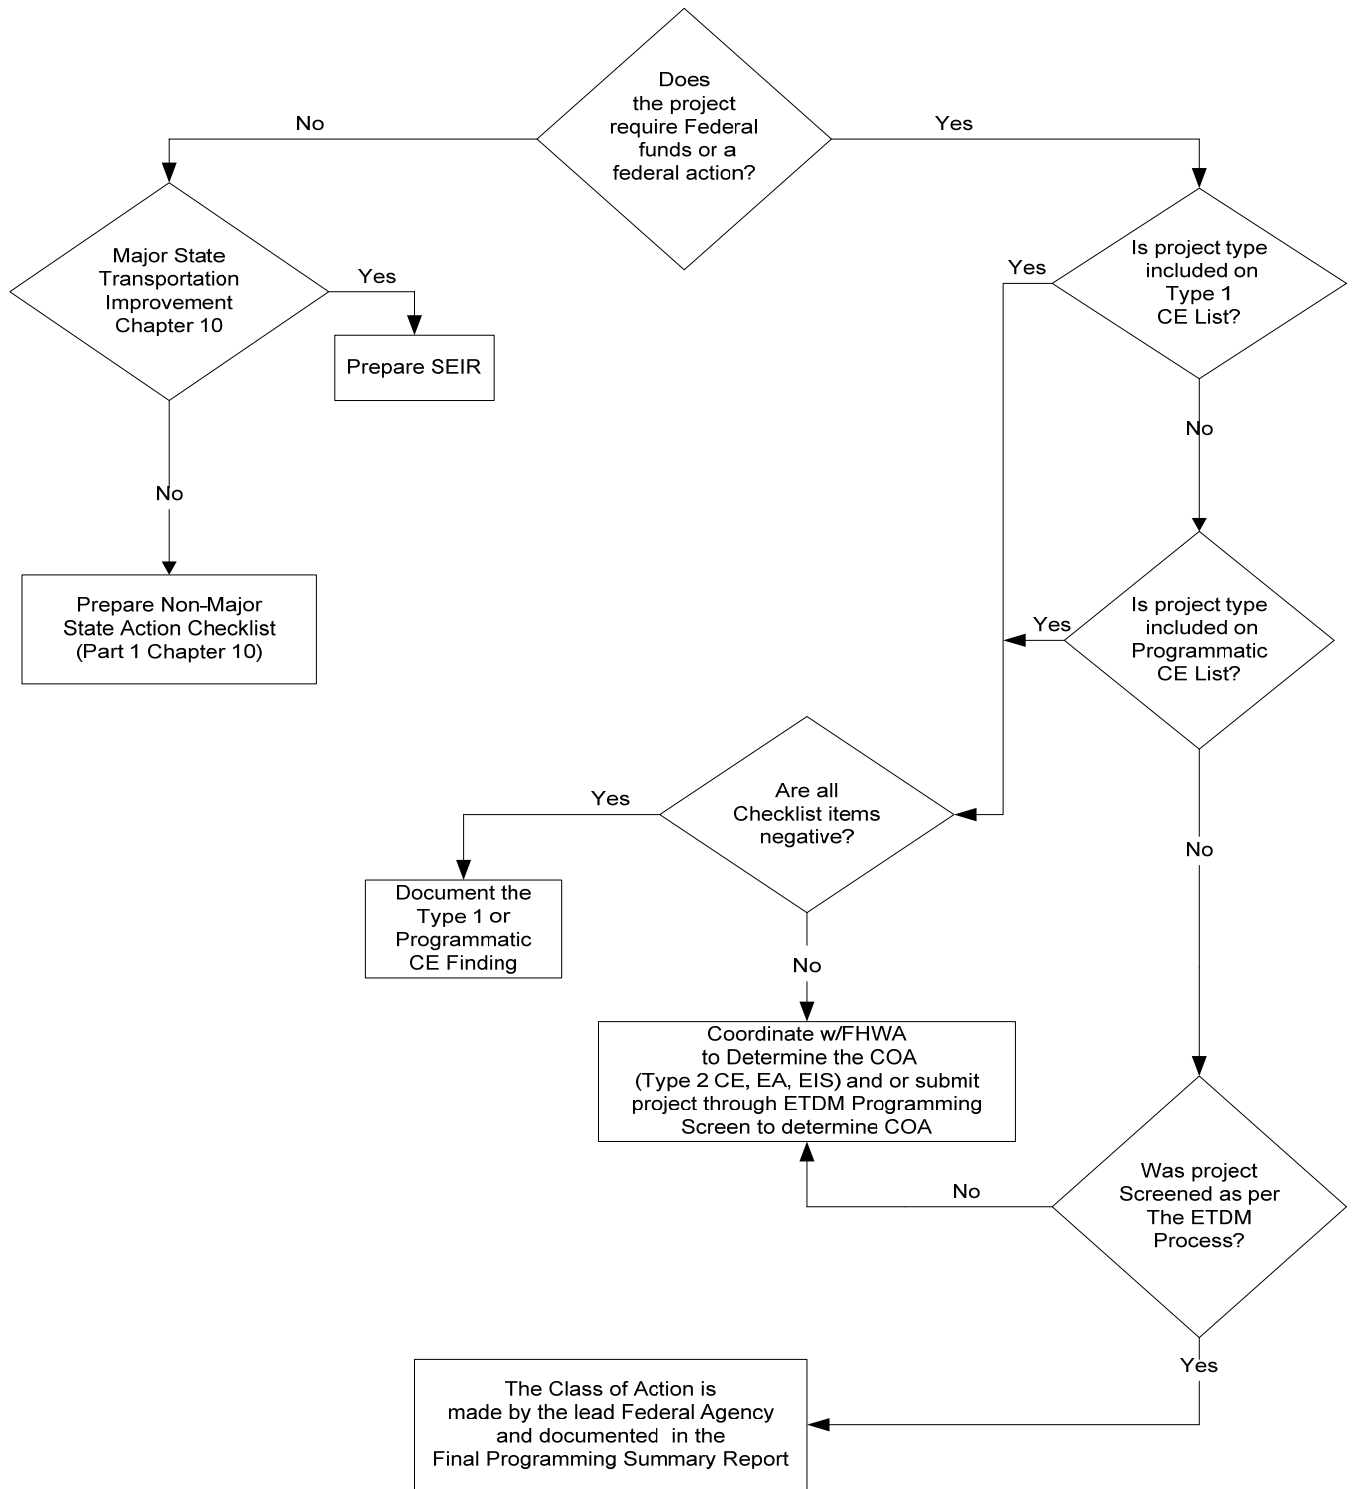 Does
the project
require Federal
funds or a
federal action?
No
Yes
Major State
Transportation
Improvement
Chapter 10
Yes
Prepare SEIR
No
Prepare Non-Major
State Action Checklist
(Part 1 Chapter 10)
Is project type
included on
Type 1
CE List?
Yes
No
Is project type
included on
Programmatic
CE List?
Yes
No
Are all
Checklist items
negative?
Yes
Document the
Type 1 or
Programmatic
CE Finding
No
Coordinate w/FHWA
to Determine the COA
(Type 2 CE, EA, EIS) and or submit
project through ETDM Programming
Screen to determine COA
Was project
Screened as per
The ETDM
Process?
No
Yes
The Class of Action is
made by the lead Federal Agency
and documented in the
Final Programming Summary Report